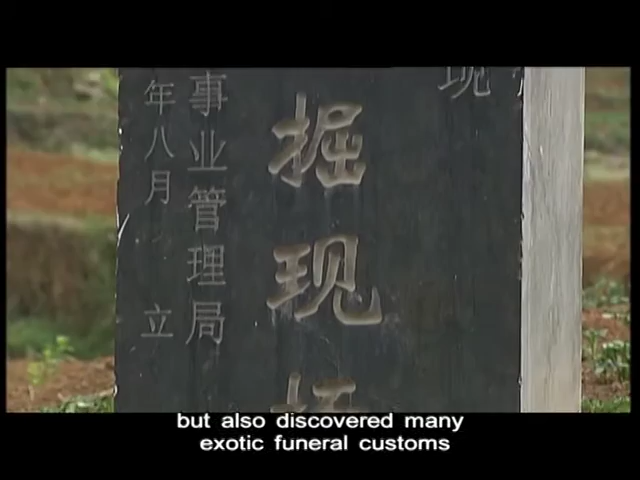 现
掘现
事业管理局
年八月 立
but also discovered many
exotic funeral customs